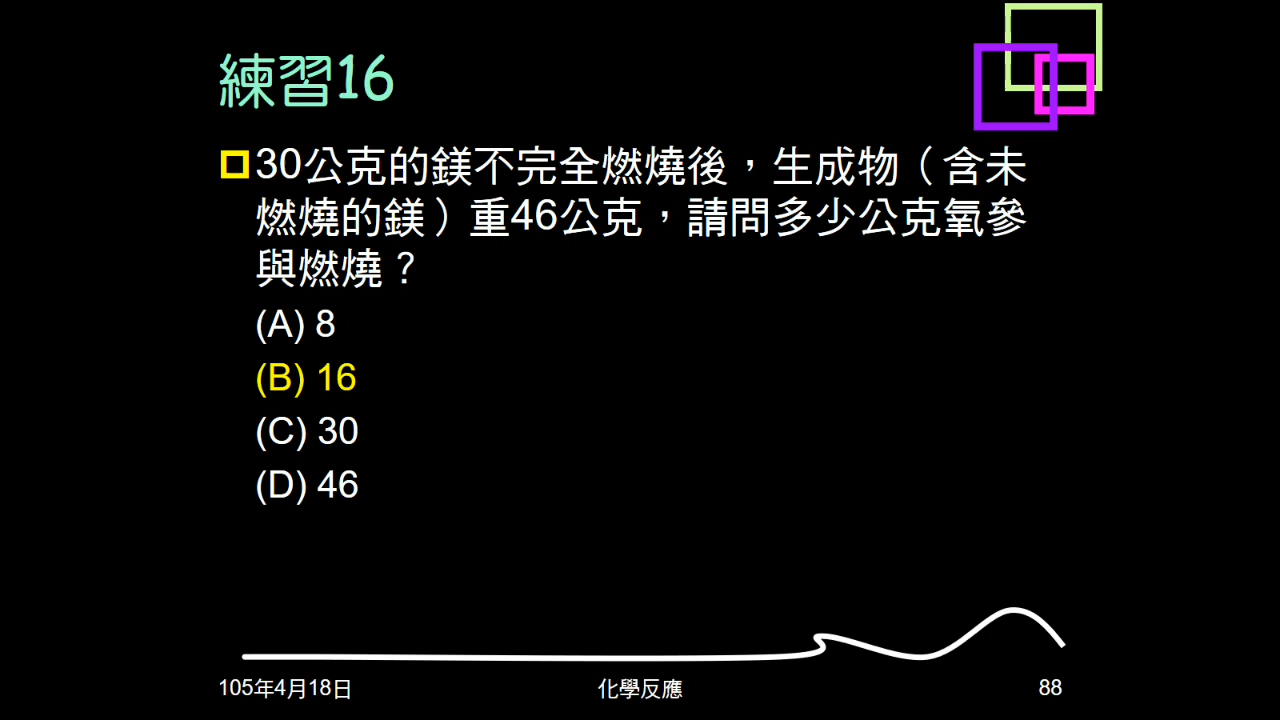 練習16
30公克的鎂不完全燃燒後，生成物（含未
燃燒的鎂）重46公克，請問多少公克氧參
與燃燒？
(A) 8
(B) 16
(C) 30
(D) 46
105年4月18日
化學反應
88